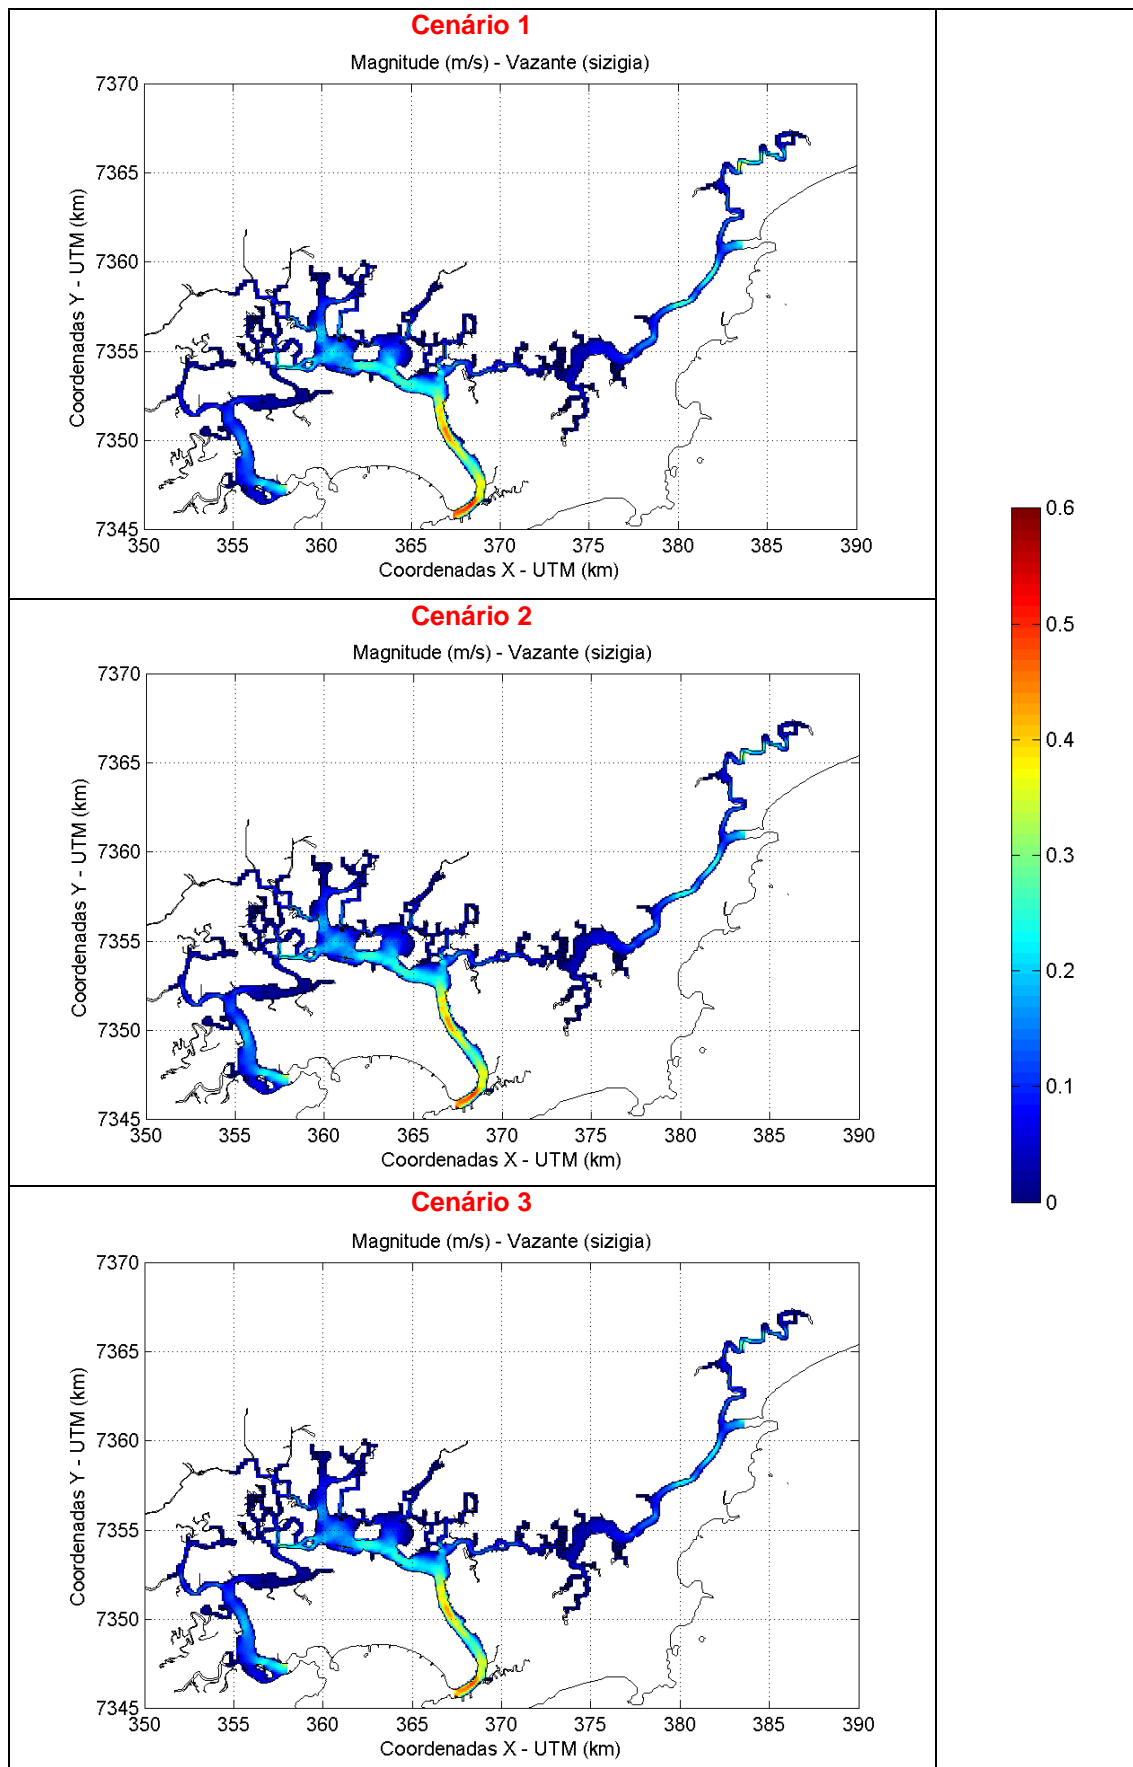 Cenário 1
Magnitude (m/s) - Vazante (sizigia)
Coordenadas Y - UTM (km)
7370
7365
7360
7355
7350
7345
350 355 360 365 370 375 380 385 390
Coordenadas X - UTM (km)
Cenário 2
Magnitude (m/s) - Vazante (sizigia)
Coordenadas Y - UTM (km)
7370
7365
7360
7355
7350
7345
350 355 360 365 370 375 380 385 390
Coordenadas X - UTM (km)
Cenário 3
Magnitude (m/s) - Vazante (sizigia)
Coordenadas Y - UTM (km)
7370
7365
7360
7355
7350
7345
350 355 360 365 370 375 380 385 390
Coordenadas X - UTM (km)
0.6
0.5
0.4
0.3
0.2
0.1
0